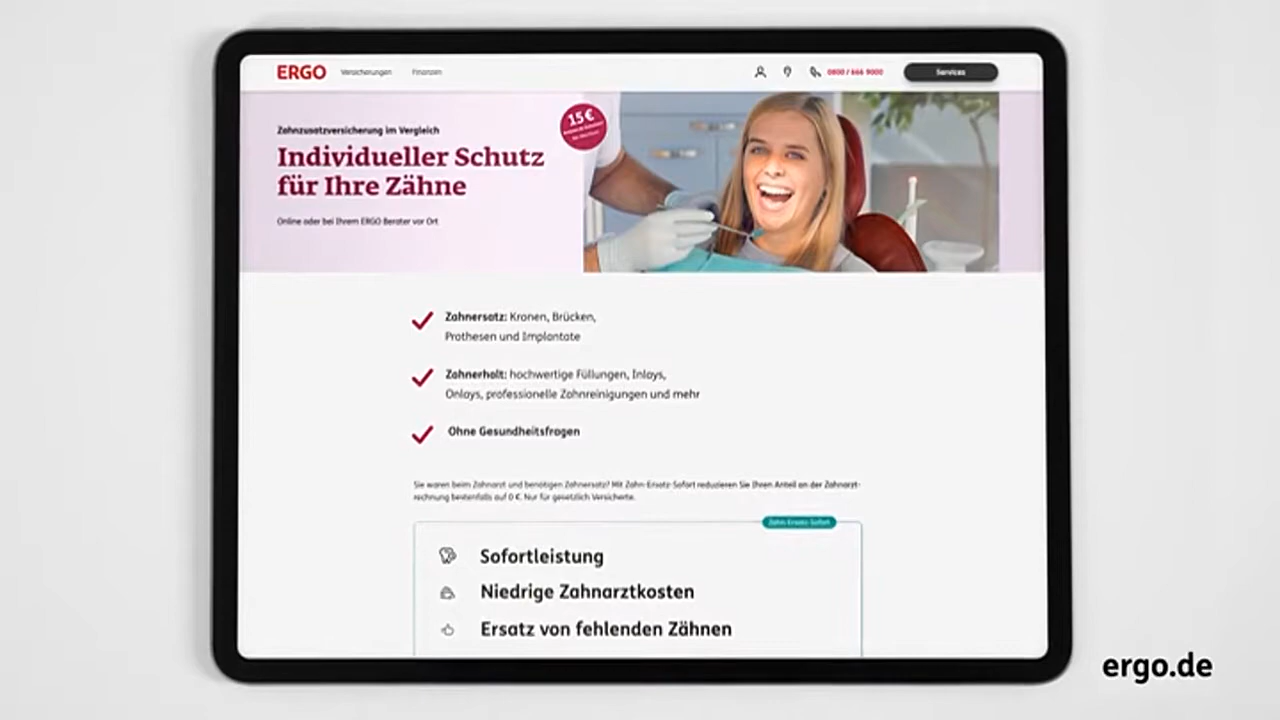 ERGO Versicherungen Finanzen 0800 / 666 9000 Services
Zahnzusatzversicherung im Vergleich
15 €
Individueller Schutz
für Ihre Zähne
Online oder bei Ihrem ERGO Berater vor Ort
Zahnersatz: Kronen, Brücken,
Prothesen und Implantate
Zahnerhalt: hochwertige Füllungen, Inlays,
Onlays, professionelle Zahnreinigungen und mehr
Ohne Gesundheitsfragen
Sie waren beim Zahnarzt und benötigen Zahnersatz? Mit Zahn-Ersatz-Sofort reduzieren Sie Ihren Anteil an der Zahnarzt-
rechnung bestenfalls auf 0 €. Nur für gesetzlich Versicherte.
Zahn-Ersatz-Sofort
Sofortleistung
Niedrige Zahnarztkosten
Ersatz von fehlenden Zähnen
ergo.de